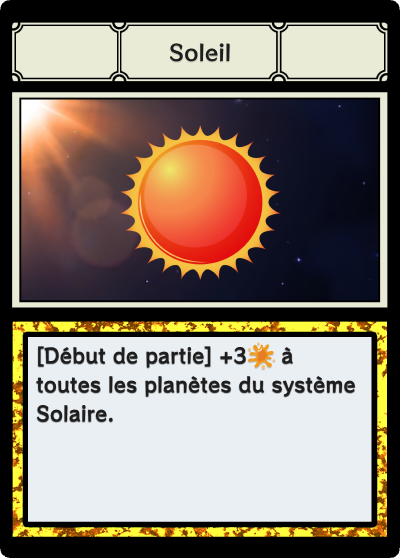 Soleil
[Début de partie] +3 à
toutes les planètes du système
Solaire.